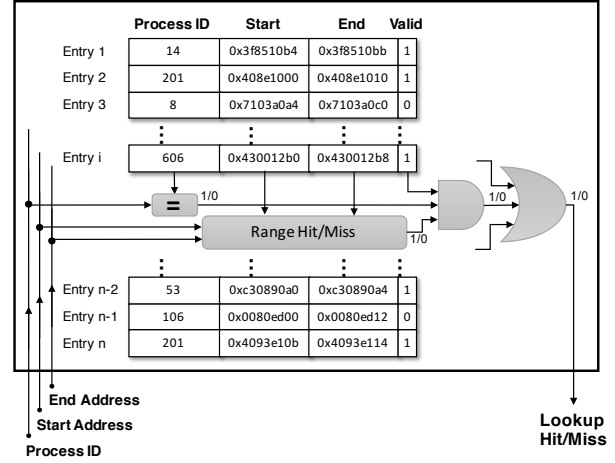 Process ID Start End Valid
Entry 1 14 0x3f8510b4 0x3f8510bb 1
Entry 2 201 0x408e1000 0x408e1010 1
Entry 3 8 0x7103a0a4 0x7103a0c0 0
Entry i 606 0x430012b0 0x430012b8 1
= 1/0 1/0 1/0
Range Hit/Miss
1/0
Entry n-2 53 0xc30890a0 0xc30890a4 1
Entry n-1 106 0x0080ed00 0x0080ed12 0
Entry n 201 0x4093e10b 0x4093e114 1
End Address
Start Address
Process ID
Lookup
Hit/Miss